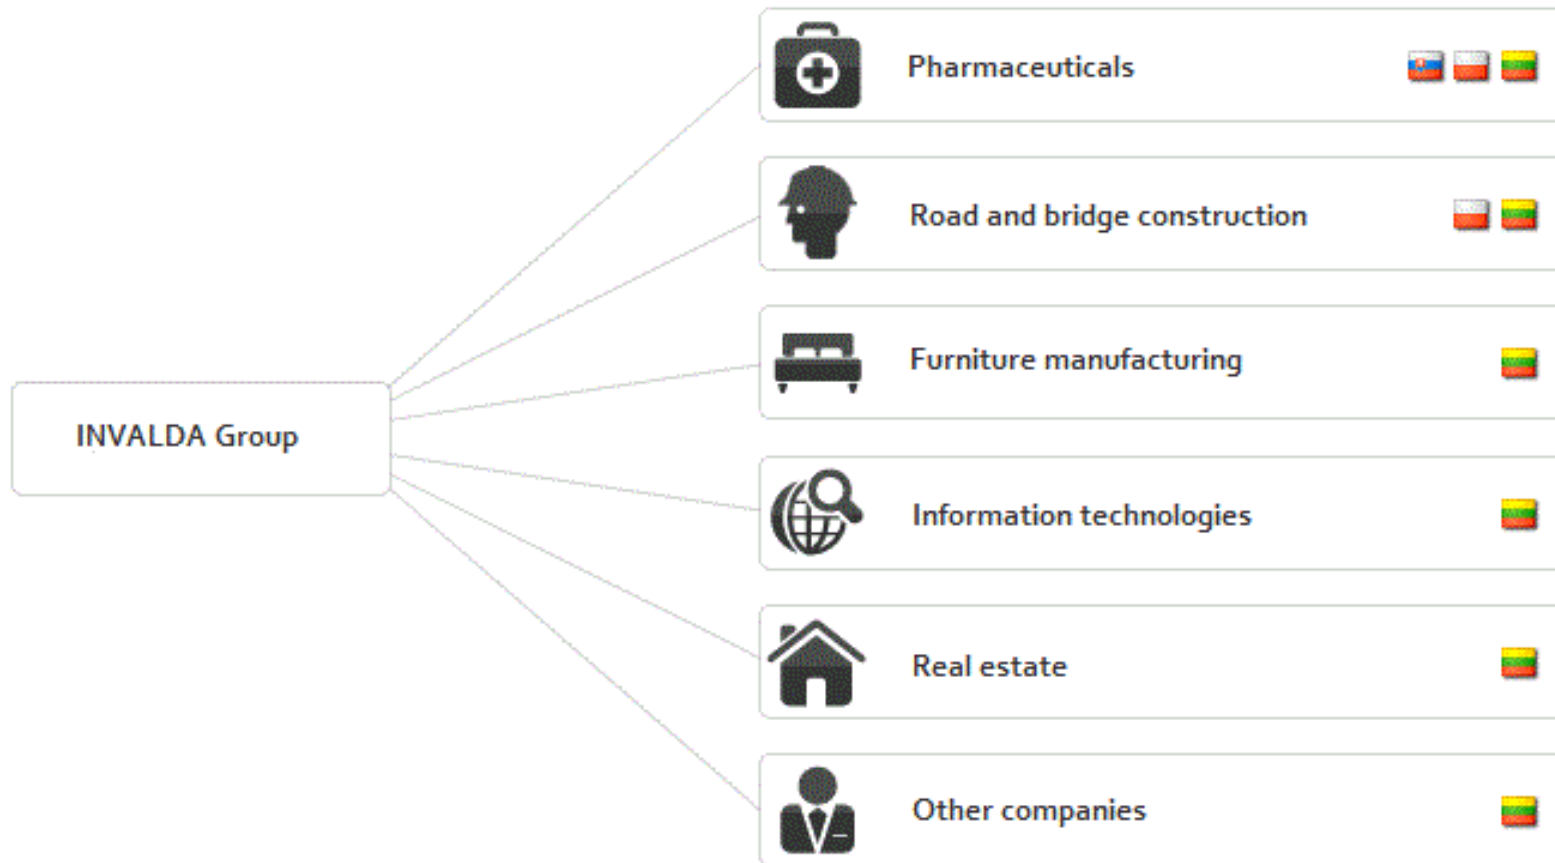 Pharmaceuticals
Road and bridge construction
Furniture manufacturing
INVALDA Group
Information technologies
Real estate
Other companies